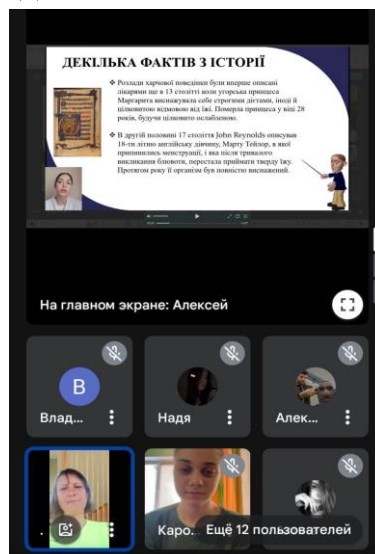 ДЕКІЛЬКА ФАКТІВ З ІСТОРІЇ
❖ Розлади харчової поведінки були вперше описані
лікарями ще в 13 столітті коли угорська принцеса
Маргарита виснажувала себе строгими дієтами, іноді й
цілковитою відмовою від їжі. Померла принцеса у віці 28
років, будучи цілковито ослабленою.
❖ В другій половині 17 століття John Reynolds описував
18-ти літню англійську дівчину, Марту Тейлор, в якої
припинились менструації, і яка після тривалого
викликання блювоти, перестала приймати тверду їжу.
Протягом року її організм був повністю виснажений.
На главном экране: Алексей
В
Влад...
Надя
Алек...
Каро...
Ещё 12 пользователей